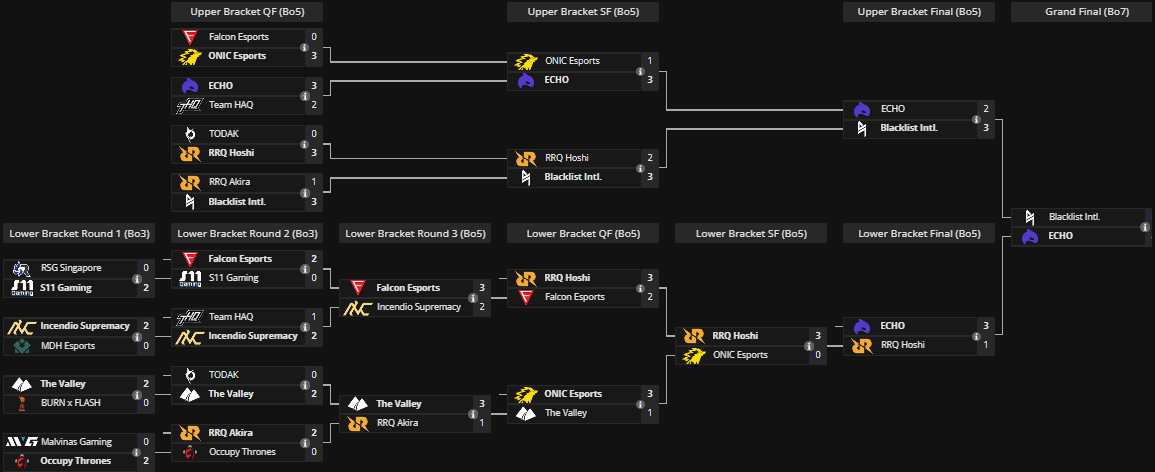 Upper Bracket QF (Bo5)
Upper Bracket SF (Bo5)
Upper Bracket Final (Bo5)
Grand Final (Bo7)
Falcon Esports 0
ONIC Esports 3
ECHO 3
Team HAQ 2
TODAK 0
RRQ Hoshi 3
RRQ Akira 1
Blacklist Intl. 3
ONIC Esports 1
ECHO 3
RRQ Hoshi 2
Blacklist Intl. 3
ECHO 2
Blacklist Intl. 3
Blacklist Intl.
ECHO
Lower Bracket Round 1 (Bo3)
Lower Bracket Round 2 (Bo3)
Lower Bracket Round 3 (Bo5)
Lower Bracket QF (Bo5)
Lower Bracket SF (Bo5)
Lower Bracket Final (Bo5)
RSG Singapore 0
S11 Gaming 2
Incendio Supremacy 2
MDH Esports 0
The Valley 2
BURN x FLASH 0
Malvinas Gaming 0
Occupy Thrones 2
Falcon Esports 2
S11 Gaming 0
Team HAQ 1
Incendio Supremacy 2
TODAK 0
The Valley 2
RRQ Akira 2
Occupy Thrones 0
Falcon Esports 3
Incendio Supremacy 2
The Valley 3
RRQ Akira 1
RRQ Hoshi 3
Falcon Esports 2
ONIC Esports 3
The Valley 1
RRQ Hoshi 3
ONIC Esports 0
ECHO 3
RRQ Hoshi 1